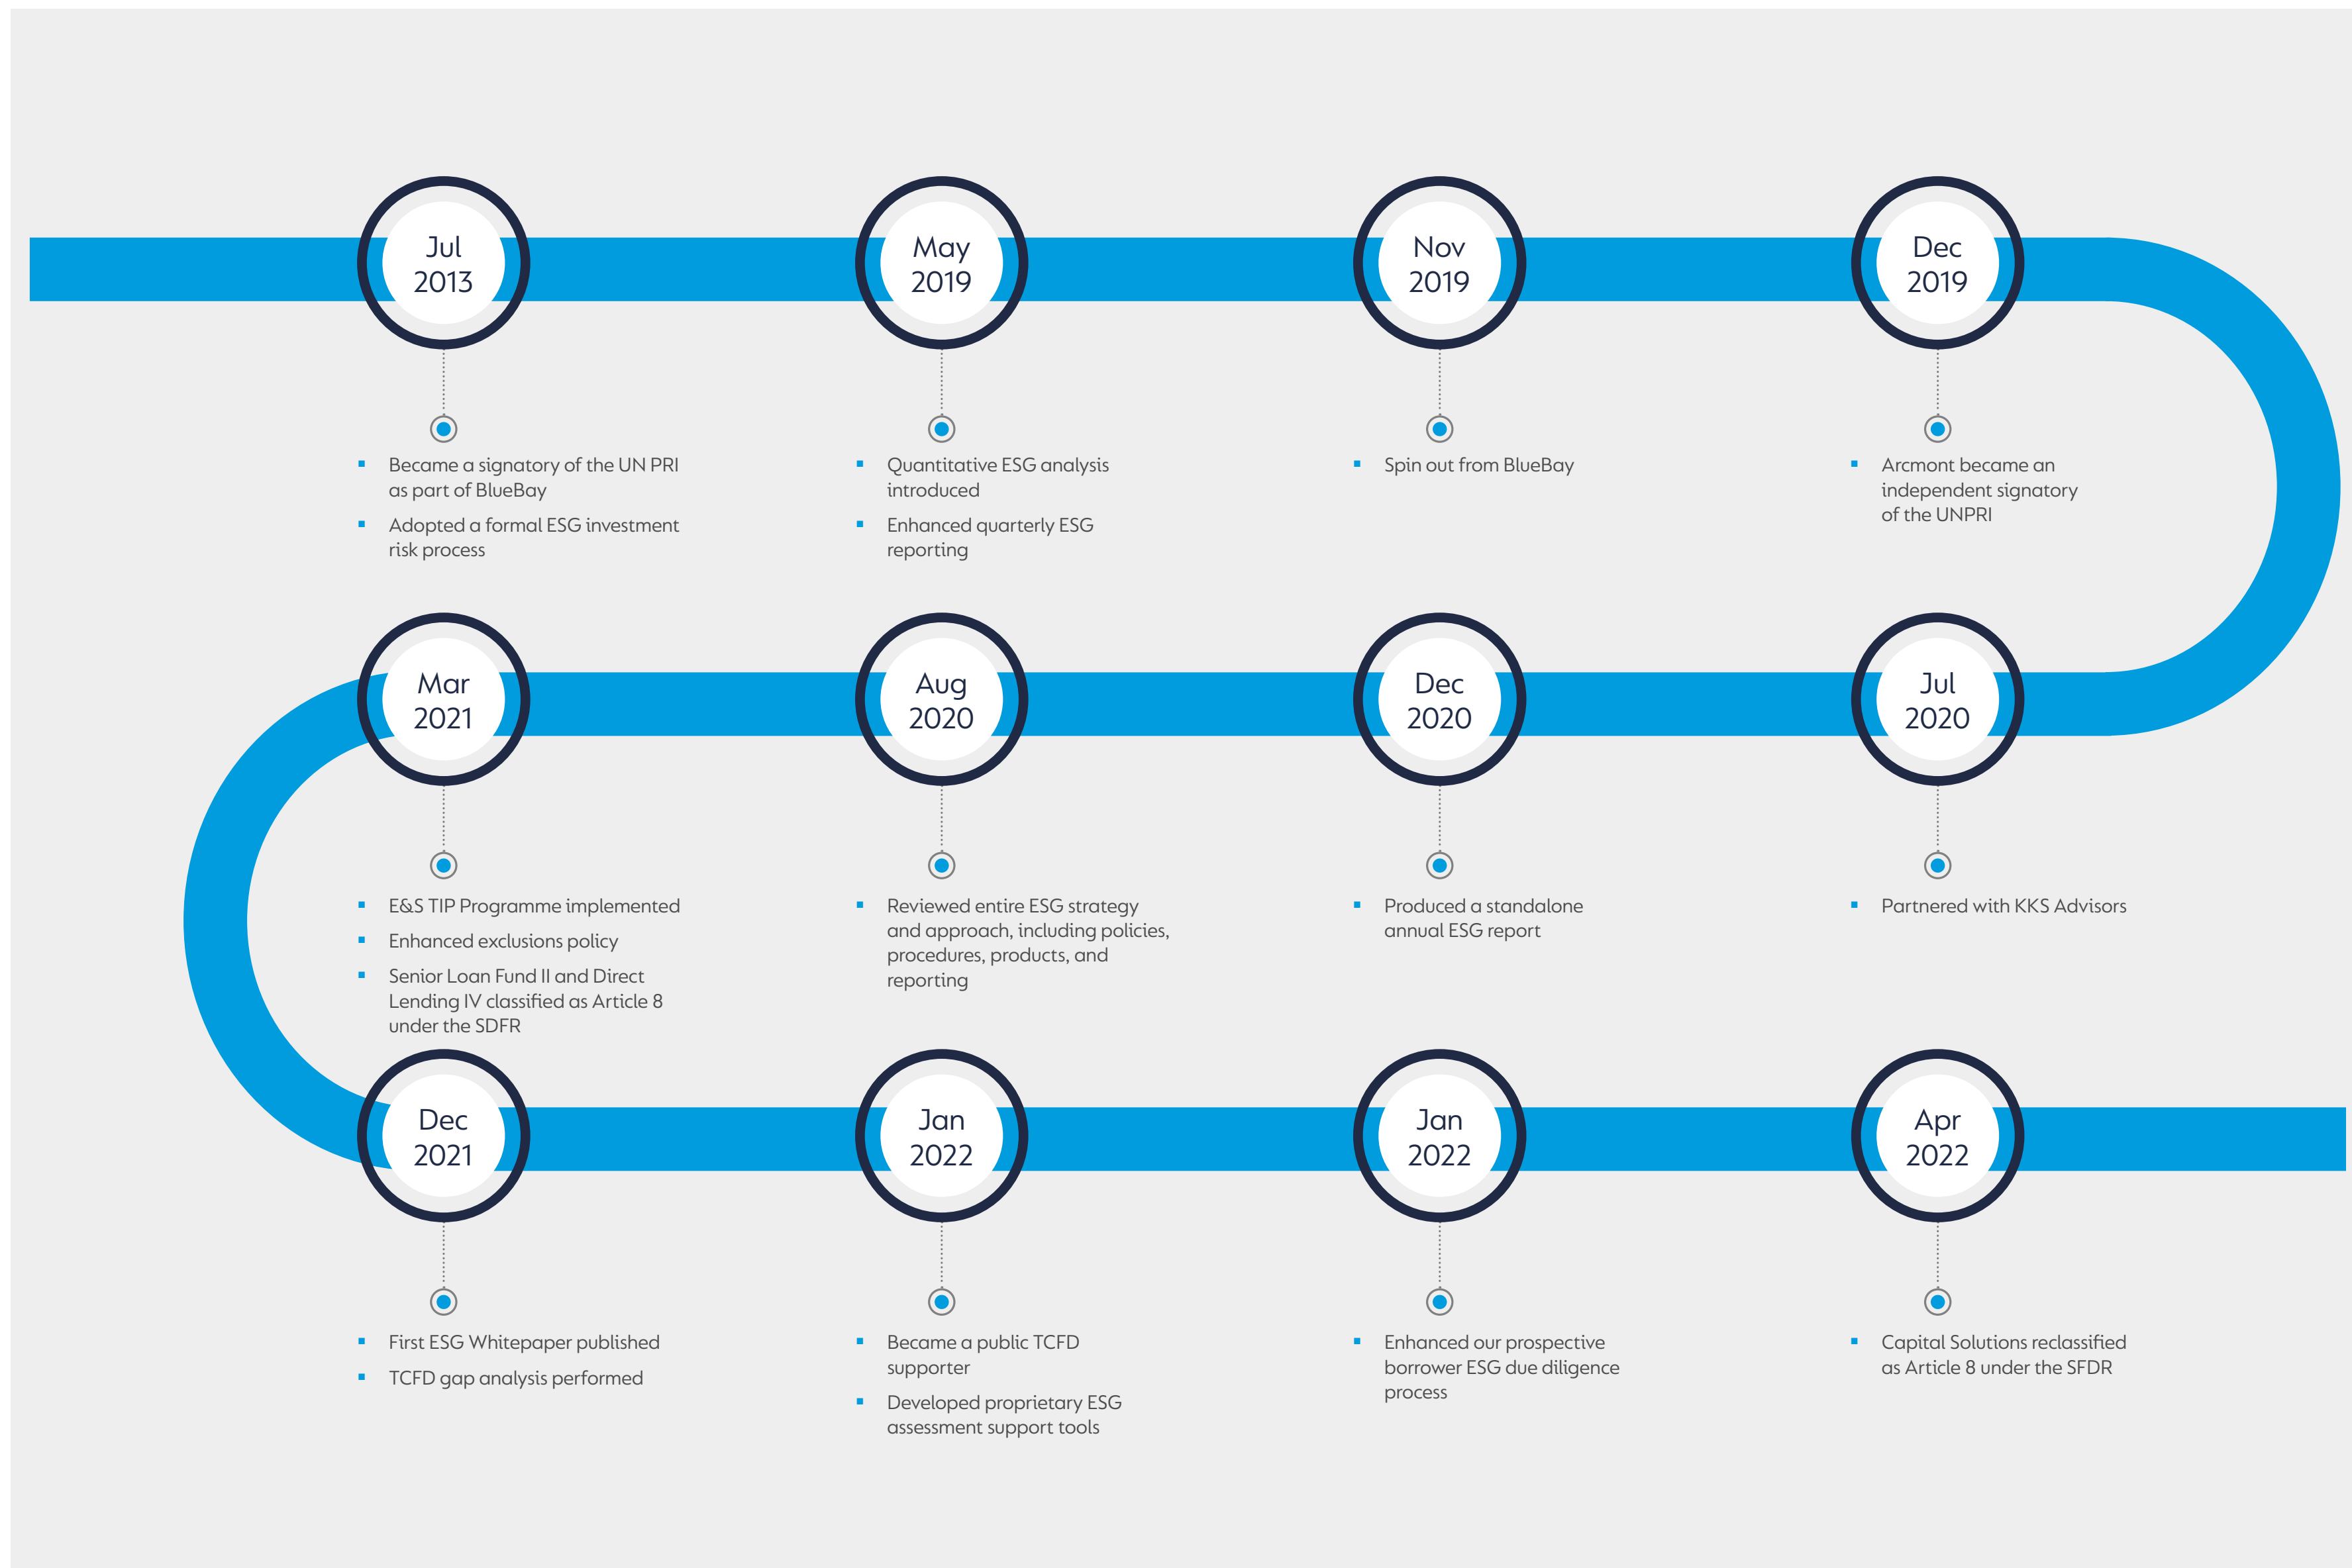 Jul
2013
Became a signatory of the UN PRI
as part of BlueBay
Adopted a formal ESG investment
risk process
May
2019
Quantitative ESG analysis
introduced
Enhanced quarterly ESG
reporting
Nov
2019
Spin out from BlueBay
Dec
2019
Arcmont became an
independent signatory
of the UNPRI
Mar
2021
E&S TIP Programme implemented
Enhanced exclusions policy
Senior Loan Fund II and Direct
Lending IV classified as Article 8
under the SDFR
Aug
2020
Reviewed entire ESG strategy
and approach, including policies,
procedures, products, and
reporting
Dec
2020
Produced a standalone
annual ESG report
Jul
2020
Partnered with KKS Advisors
Dec
2021
First ESG Whitepaper published
TCFD gap analysis performed
Jan
2022
Became a public TCFD
supporter
Developed proprietary ESG
assessment support tools
Jan
2022
Enhanced our prospective
borrower ESG due diligence
process
Apr
2022
Capital Solutions reclassified
as Article 8 under the SFDR